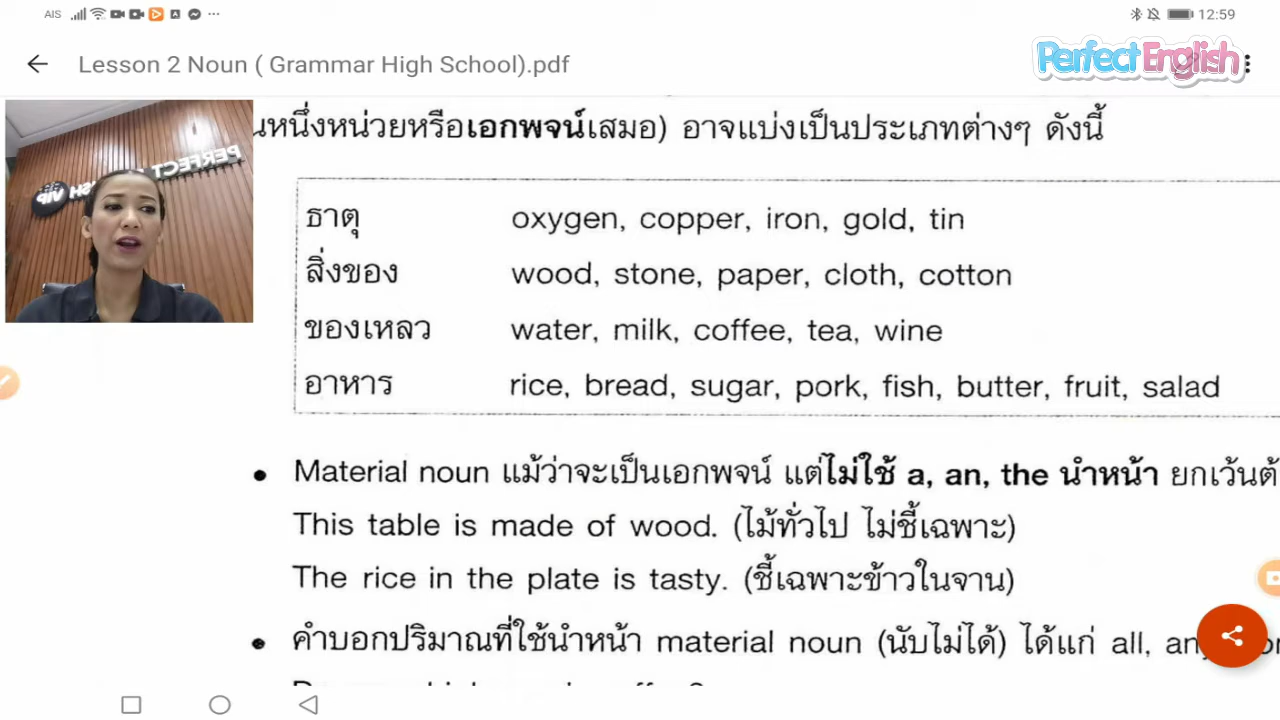 AIS 12:59
Lesson 2 Noun ( Grammar High School).pdf
Perfect English
นหนึ่งหน่วยหรือเอกพจน์เสมอ) อาจแบ่งเป็นประเภทต่างๆ ดังนี้
PERFECT
VIP
ธาตุ oxygen, copper, iron, gold, tin
สิ่งของ wood, stone, paper, cloth, cotton
ของเหลว water, milk, coffee, tea, wine
อาหาร rice, bread, sugar, pork, fish, butter, fruit, salad
• Material noun แม้ว่าจะเป็นเอกพจน์ แต่ไม่ใช้ a, an, the นำหน้า ยกเว้นต้
This table is made of wood. (ไม้ทั่วไป ไม่ชี้เฉพาะ)
The rice in the plate is tasty. (ชี้เฉพาะข้าวในจาน)
• คำบอกปริมาณที่ใช้นำหน้า material noun (นับไม่ได้) ได้แก่ all,